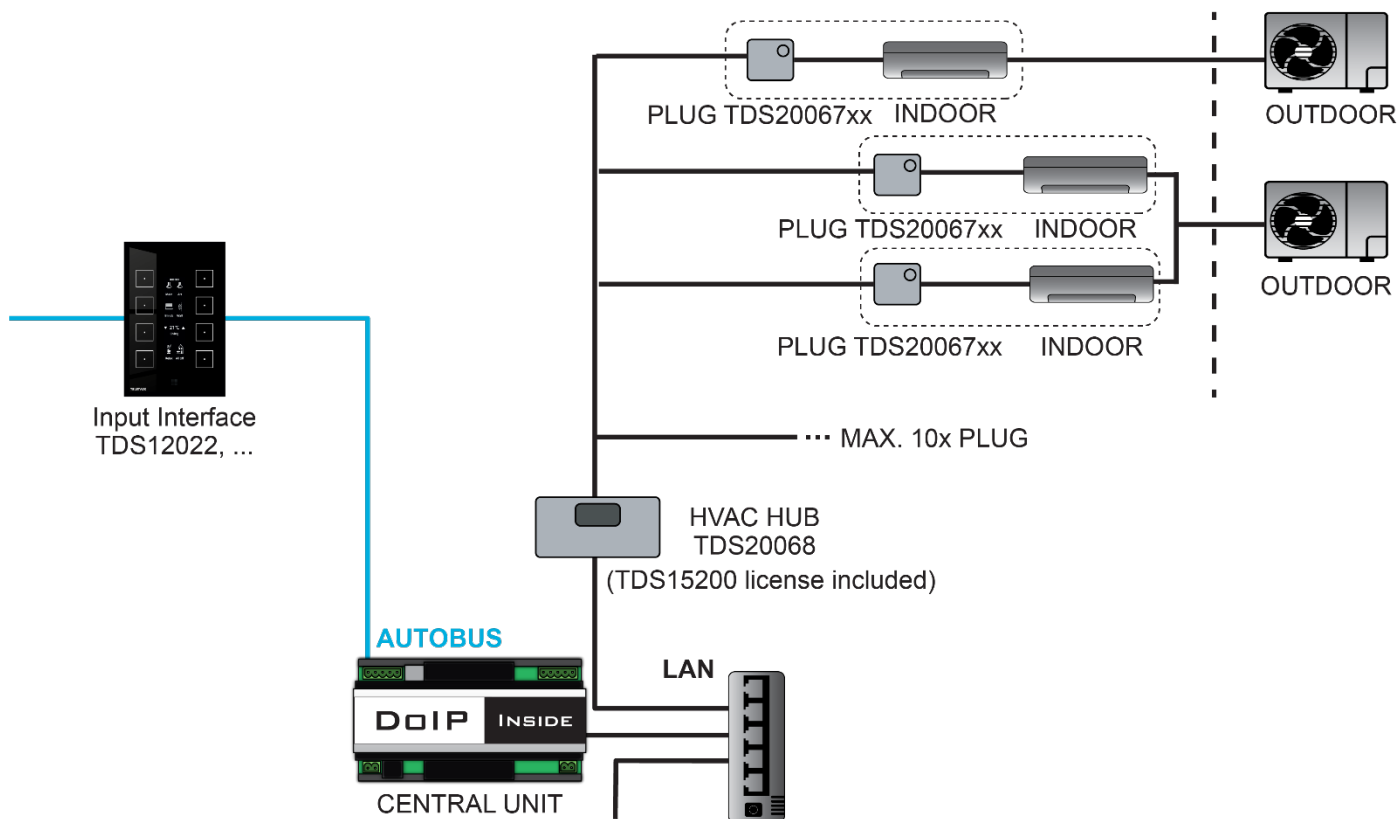 PLUG TDS20067xx INDOOR
OUTDOOR
PLUG TDS20067xx INDOOR
OUTDOOR
PLUG TDS20067xx INDOOR
Input Interface
TDS12022, ...
... MAX. 10x PLUG
HVAC HUB
TDS20068
(TDS15200 license included)
AUTOBUS
LAN
DoIP INSIDE
CENTRAL UNIT